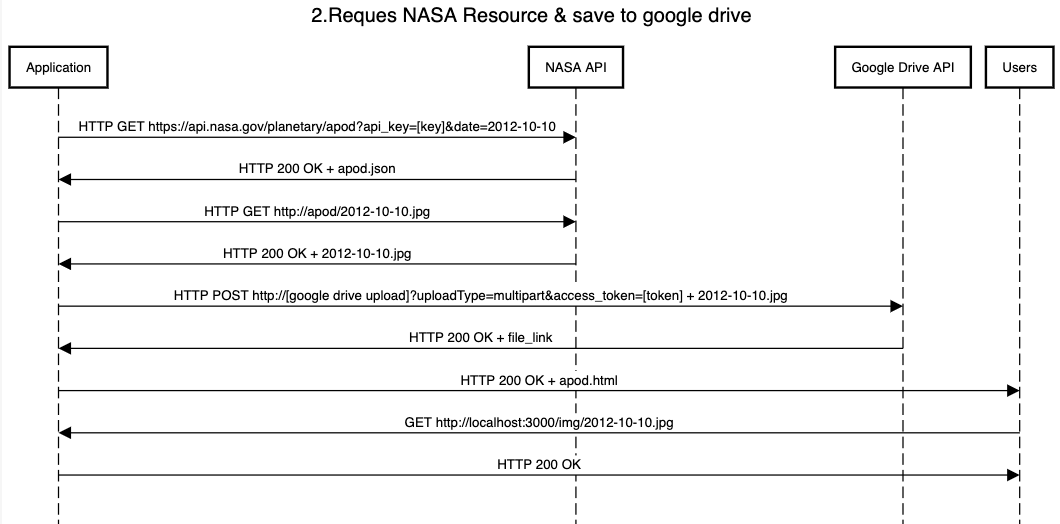 2.Reques NASA Resource & save to google drive
Application
NASA API
Google Drive API
Users
HTTP GET https://api.nasa.gov/planetary/apod?api_key=[key]&date=2012-10-10
HTTP 200 OK + apod.json
HTTP GET http://apod/2012-10-10.jpg
HTTP 200 OK + 2012-10-10.jpg
HTTP POST http://[google drive upload]?uploadType=multipart&access_token=[token] + 2012-10-10.jpg
HTTP 200 OK + file_link
HTTP 200 OK + apod.html
GET http://localhost:3000/img/2012-10-10.jpg
HTTP 200 OK